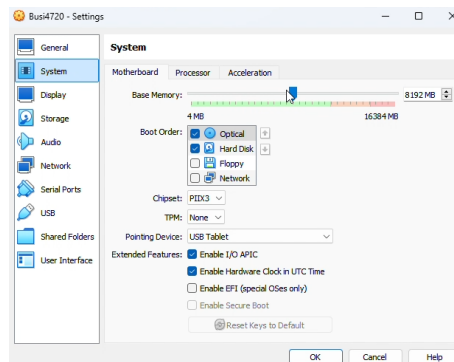 Busi4720 - Settings
General
System
Display
Storage
Audio
Network
Serial Ports
USB
Shared Folders
User Interface
System
Motherboard Processor Acceleration
Base Memory: 8192 MB
4 MB 16384 MB
Boot Order: Optical
Hard Disk
Floppy
Network
Chipset: PIIX3
TPM: None
Pointing Device: USB Tablet
Extended Features: Enable I/O APIC
Enable Hardware Clock in UTC Time
Enable EFI (special OSes only)
Enable Secure Boot
Reset Keys to Default
OK Cancel Help